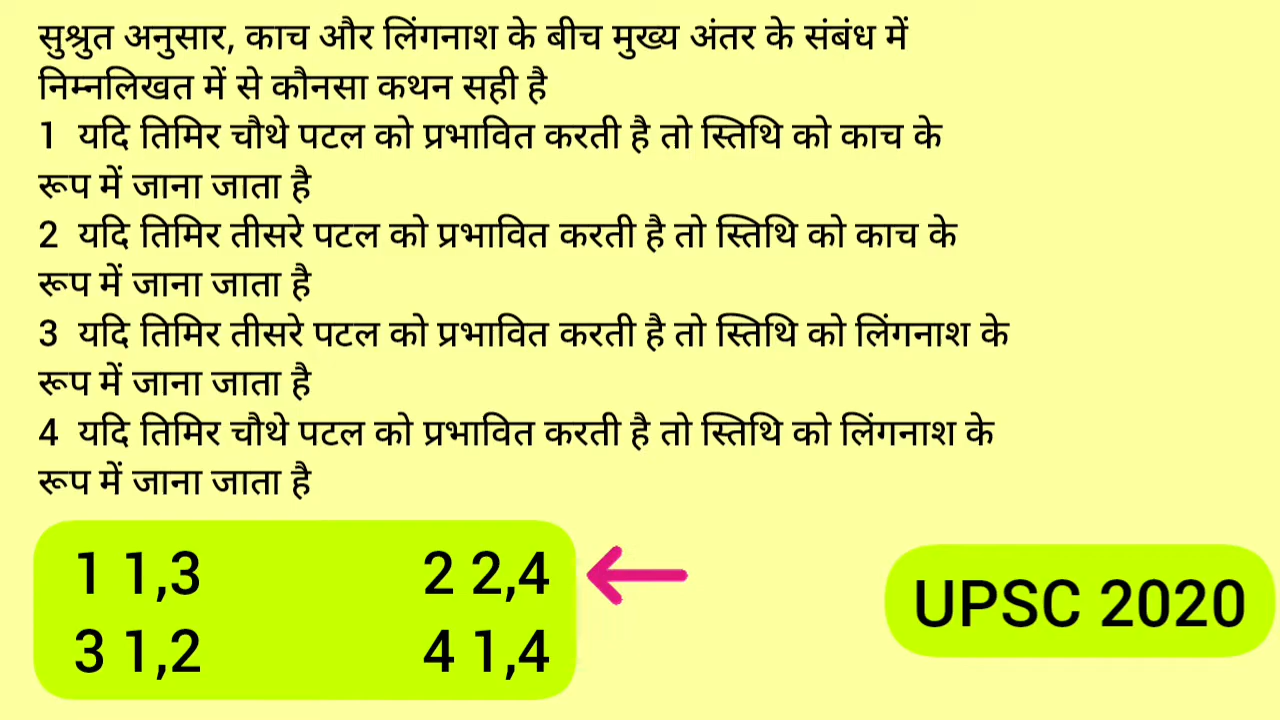 सुश्रुत अनुसार, काच और लिंगनाश के बीच मुख्य अंतर के संबंध में
निम्नलिखत में से कौनसा कथन सही है
1 यदि तिमिर चौथे पटल को प्रभावित करती है तो स्तिथि को काच के
रूप में जाना जाता है
2 यदि तिमिर तीसरे पटल को प्रभावित करती है तो स्तिथि को काच के
रूप में जाना जाता है
3 यदि तिमिर तीसरे पटल को प्रभावित करती है तो स्तिथि को लिंगनाश के
रूप में जाना जाता है
4 यदि तिमिर चौथे पटल को प्रभावित करती है तो स्तिथि को लिंगनाश के
रूप में जाना जाता है
1 1,3 2 2,4
3 1,2 4 1,4
UPSC 2020